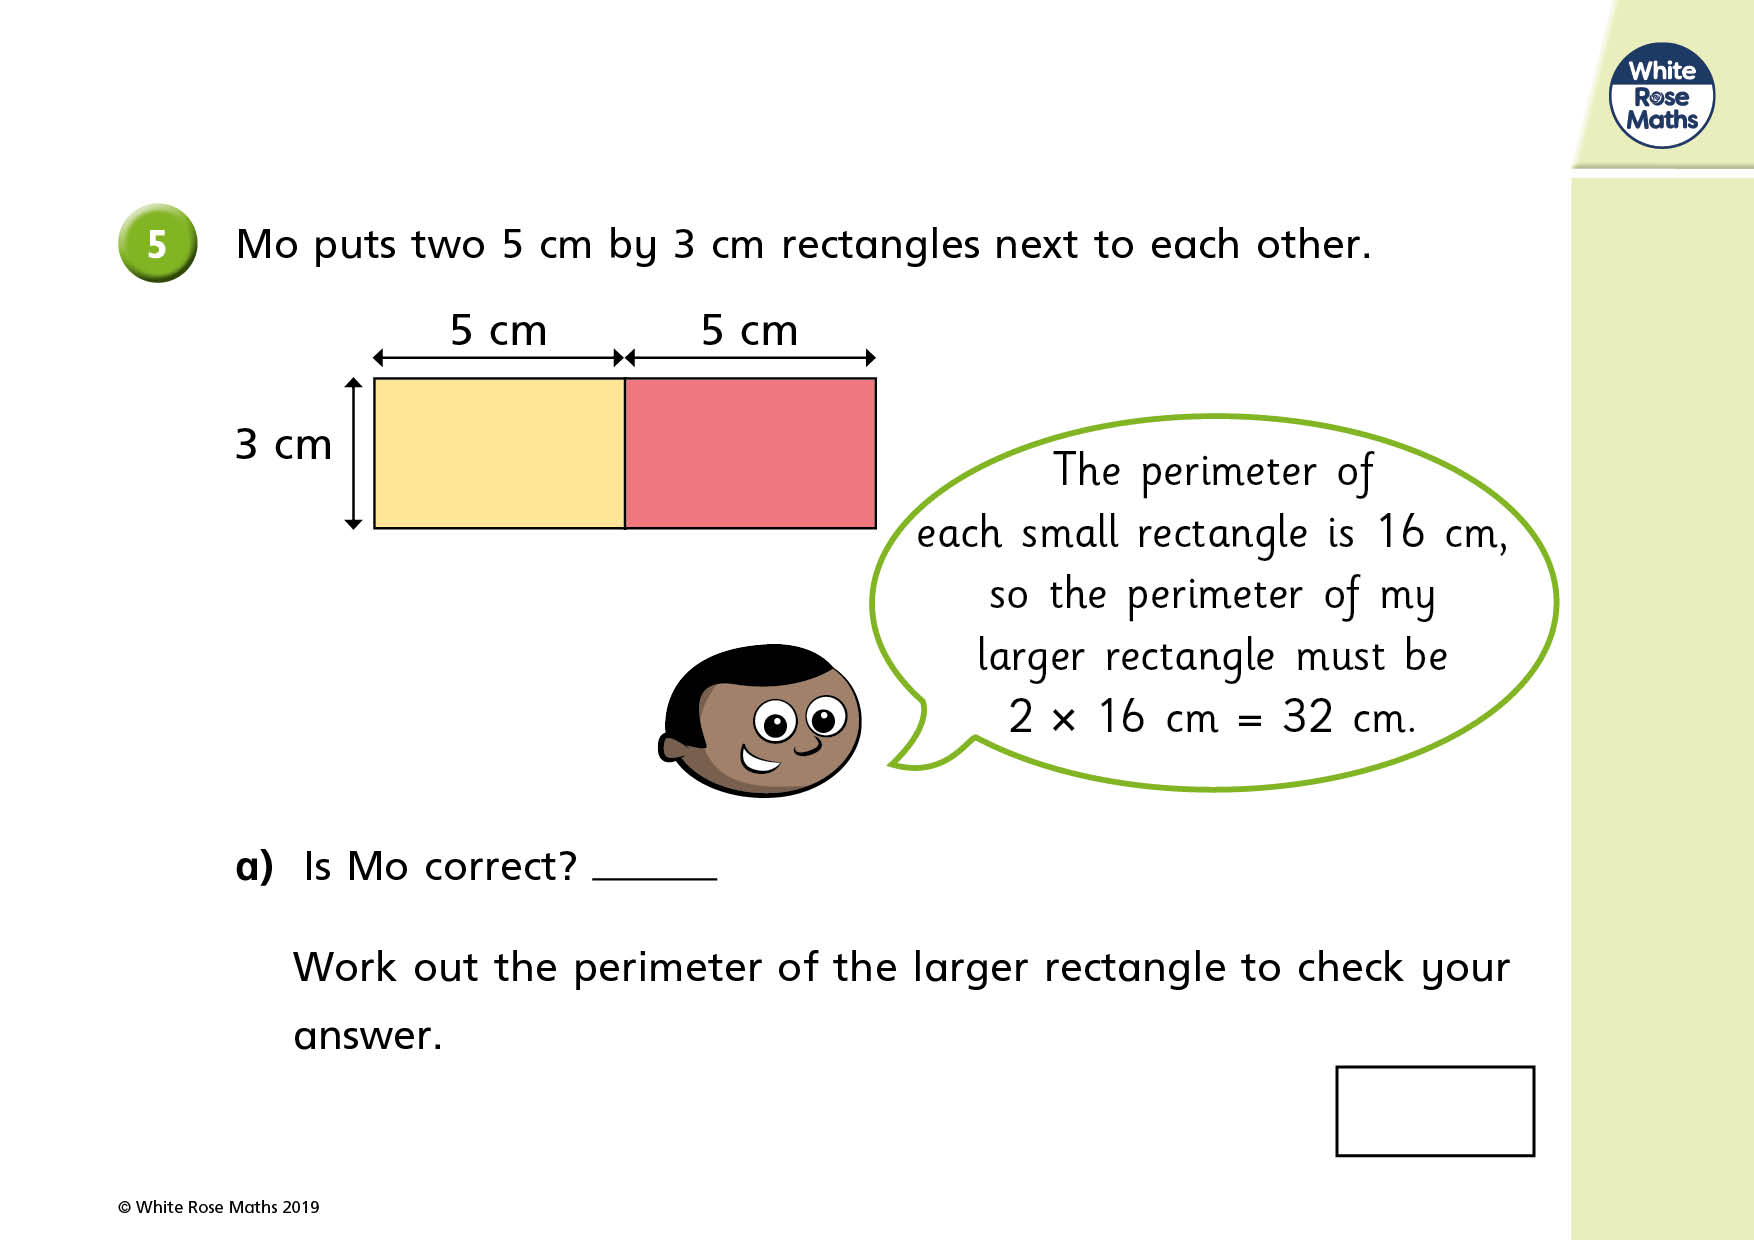 White
Rose
Maths
5 Mo puts two 5 cm by 3 cm rectangles next to each other.
5 cm 5 cm
3 cm
The perimeter of
each small rectangle is 16 cm,
so the perimeter of my
larger rectangle must be
2 × 16 cm = 32 cm.
a) Is Mo correct?
Work out the perimeter of the larger rectangle to check your
answer.
© White Rose Maths 2019